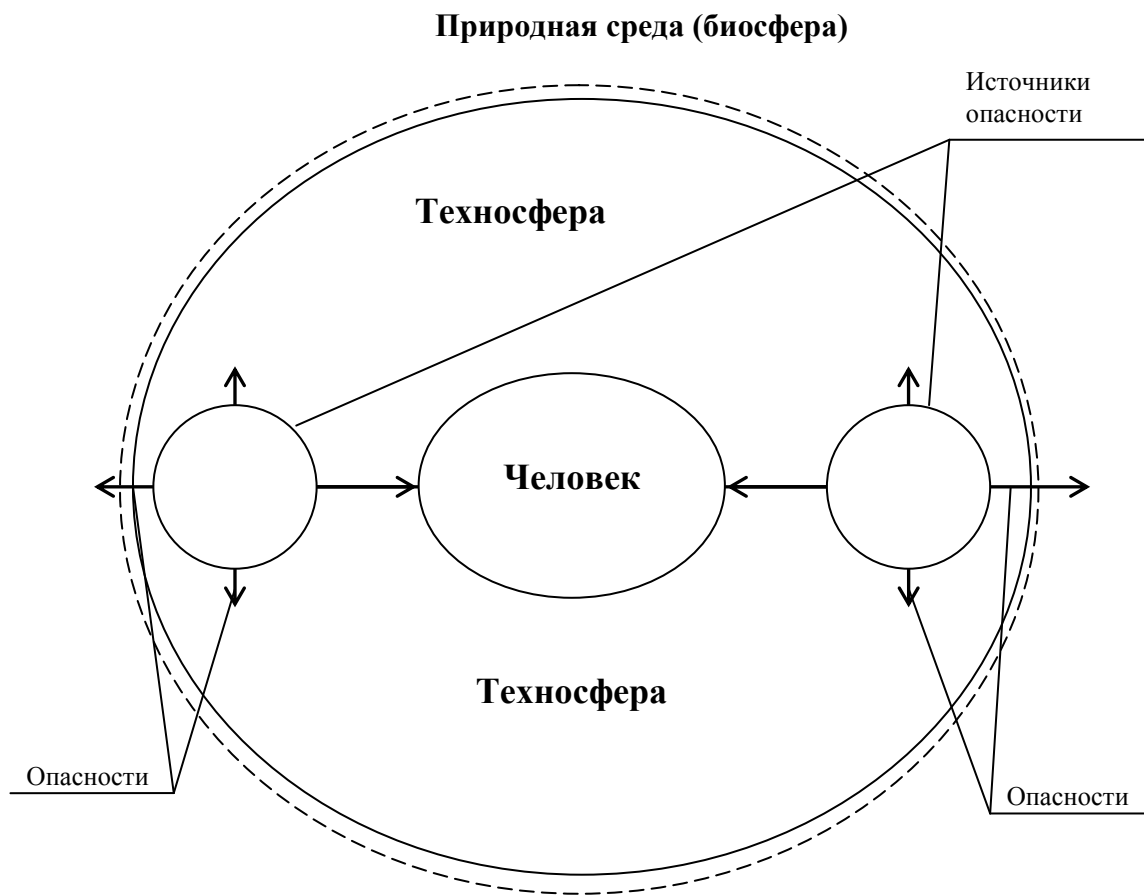 Природная среда (биосфера)
Источники
опасности
Техносфера
Человек
Техносфера
Опасности
Опасности